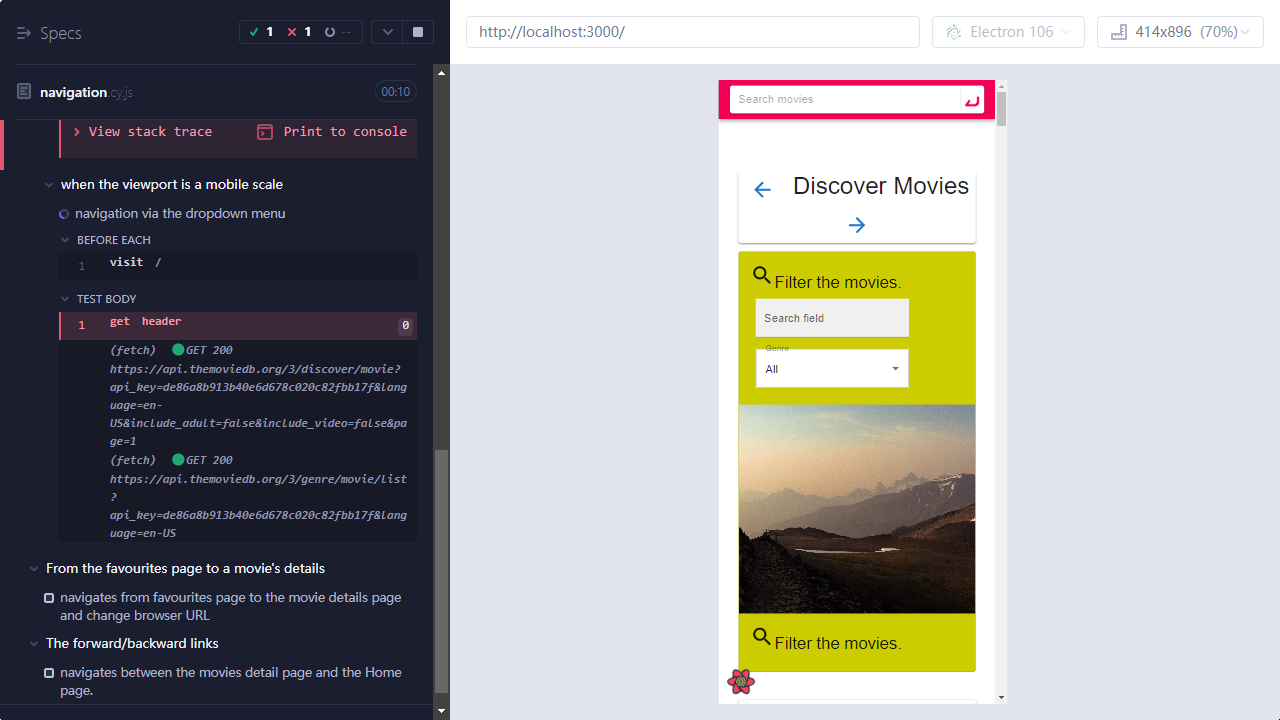 Specs
1 1 --
http://localhost:3000/
Electron 106
414x896 (70%)
navigation.cy.js
00:10
View stack trace
Print to console
when the viewport is a mobile scale
navigation via the dropdown menu
BEFORE EACH
1 visit /
TEST BODY
1 get header 0
(fetch) GET 200
https://api.themoviedb.org/3/discover/movie?
api_key=de86a8b913b40e6d678c020c82fbb17f&lang
uage=en-
US&include_adult=false&include_video=false&pa
ge=1
(fetch) GET 200
https://api.themoviedb.org/3/genre/movie/list
?
api_key=de86a8b913b40e6d678c020c82fbb17f&lang
uage=en-US
From the favourites page to a movie's details
navigates from favourites page to the movie details page
and change browser URL
The forward/backward links
navigates between the movies detail page and the Home
page.
Search movies
Discover Movies
Filter the movies.
Search field
Genre
All
Filter the movies.